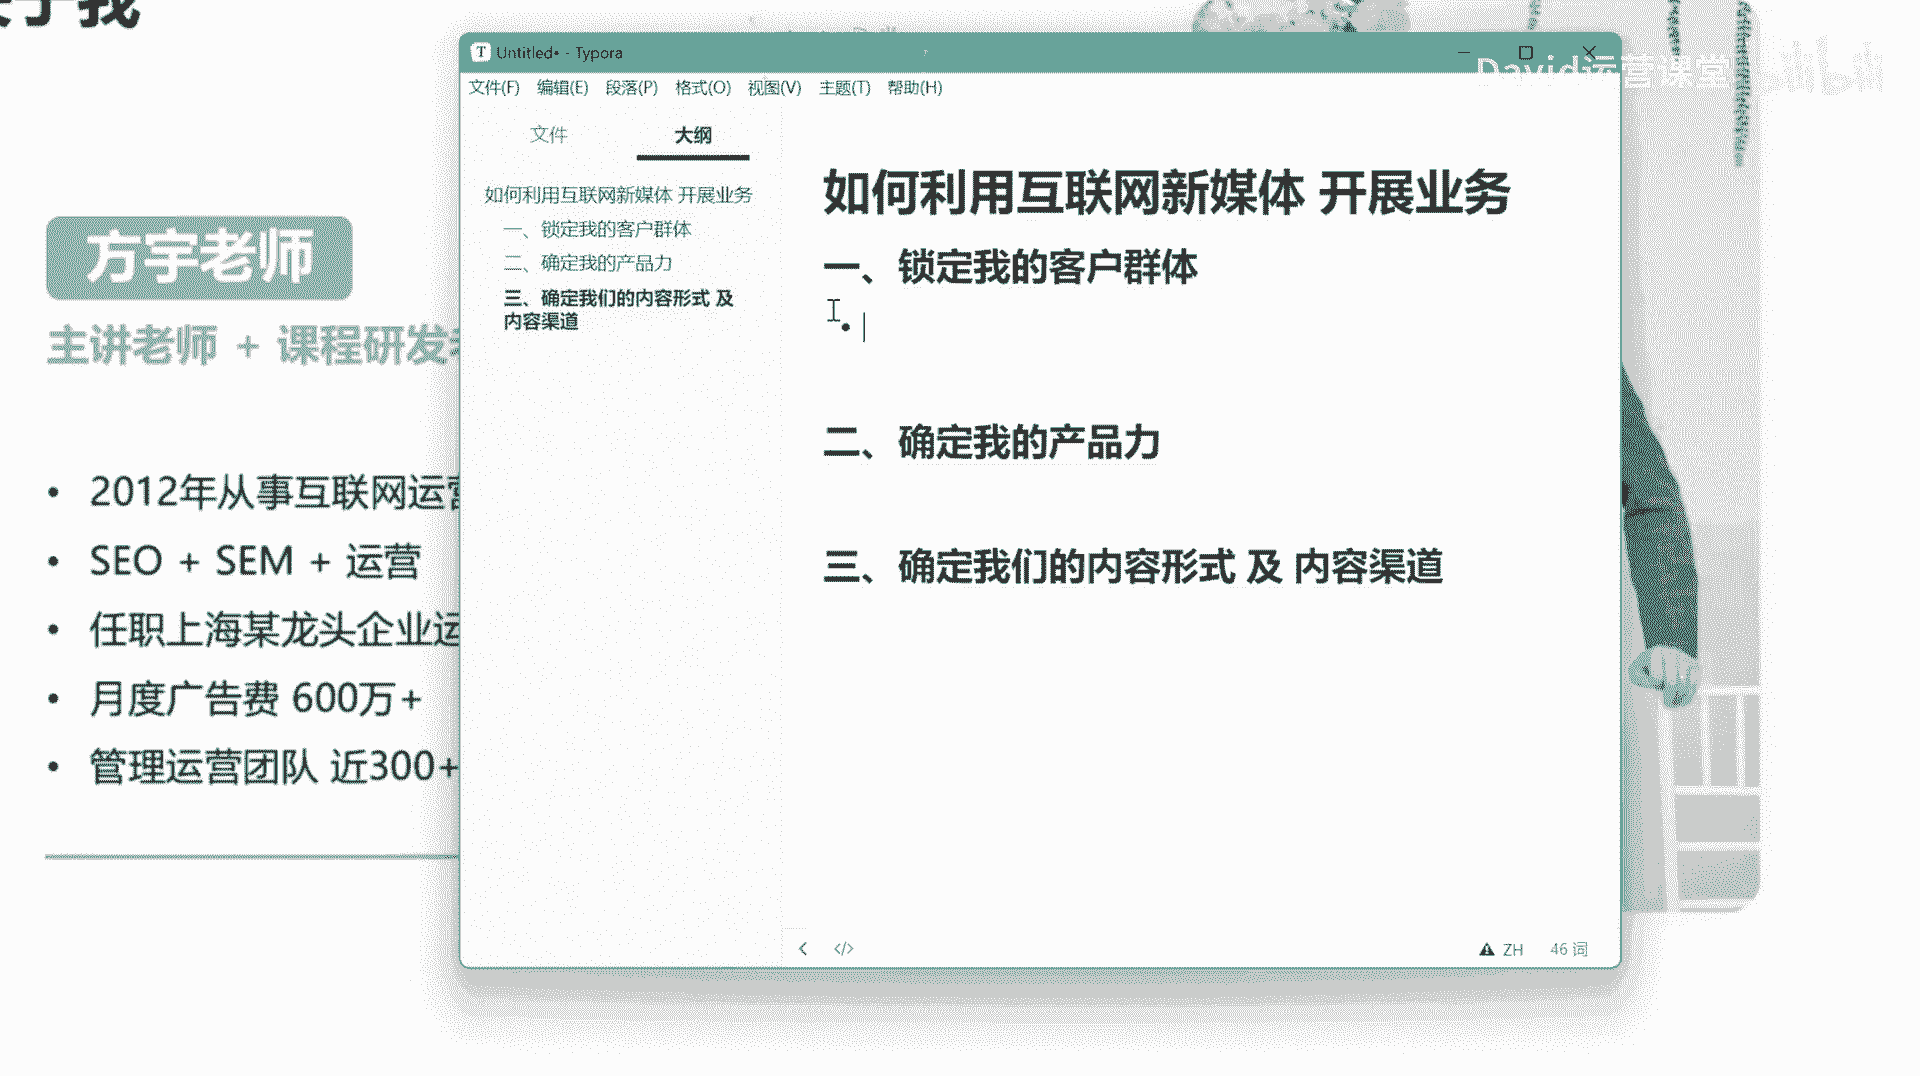 我
方宇老师
主讲老师 + 课程研发
2012年从事互联网运营
SEO + SEM + 运营
任职上海某龙头企业运
月度广告费 600万+
管理运营团队 近300+
Untitled• - Typora
David运营课堂
bilibili
文件(F) 编辑(E) 段落(P) 格式(O) 视图(V) 主题(T) 帮助(H)
文件 大纲
如何利用互联网新媒体 开展业务
一、锁定我的客户群体
二、确定我的产品力
三、确定我们的内容形式 及
内容渠道
如何利用互联网新媒体 开展业务
一、锁定我的客户群体
二、确定我的产品力
三、确定我们的内容形式 及 内容渠道
ZH 46 词